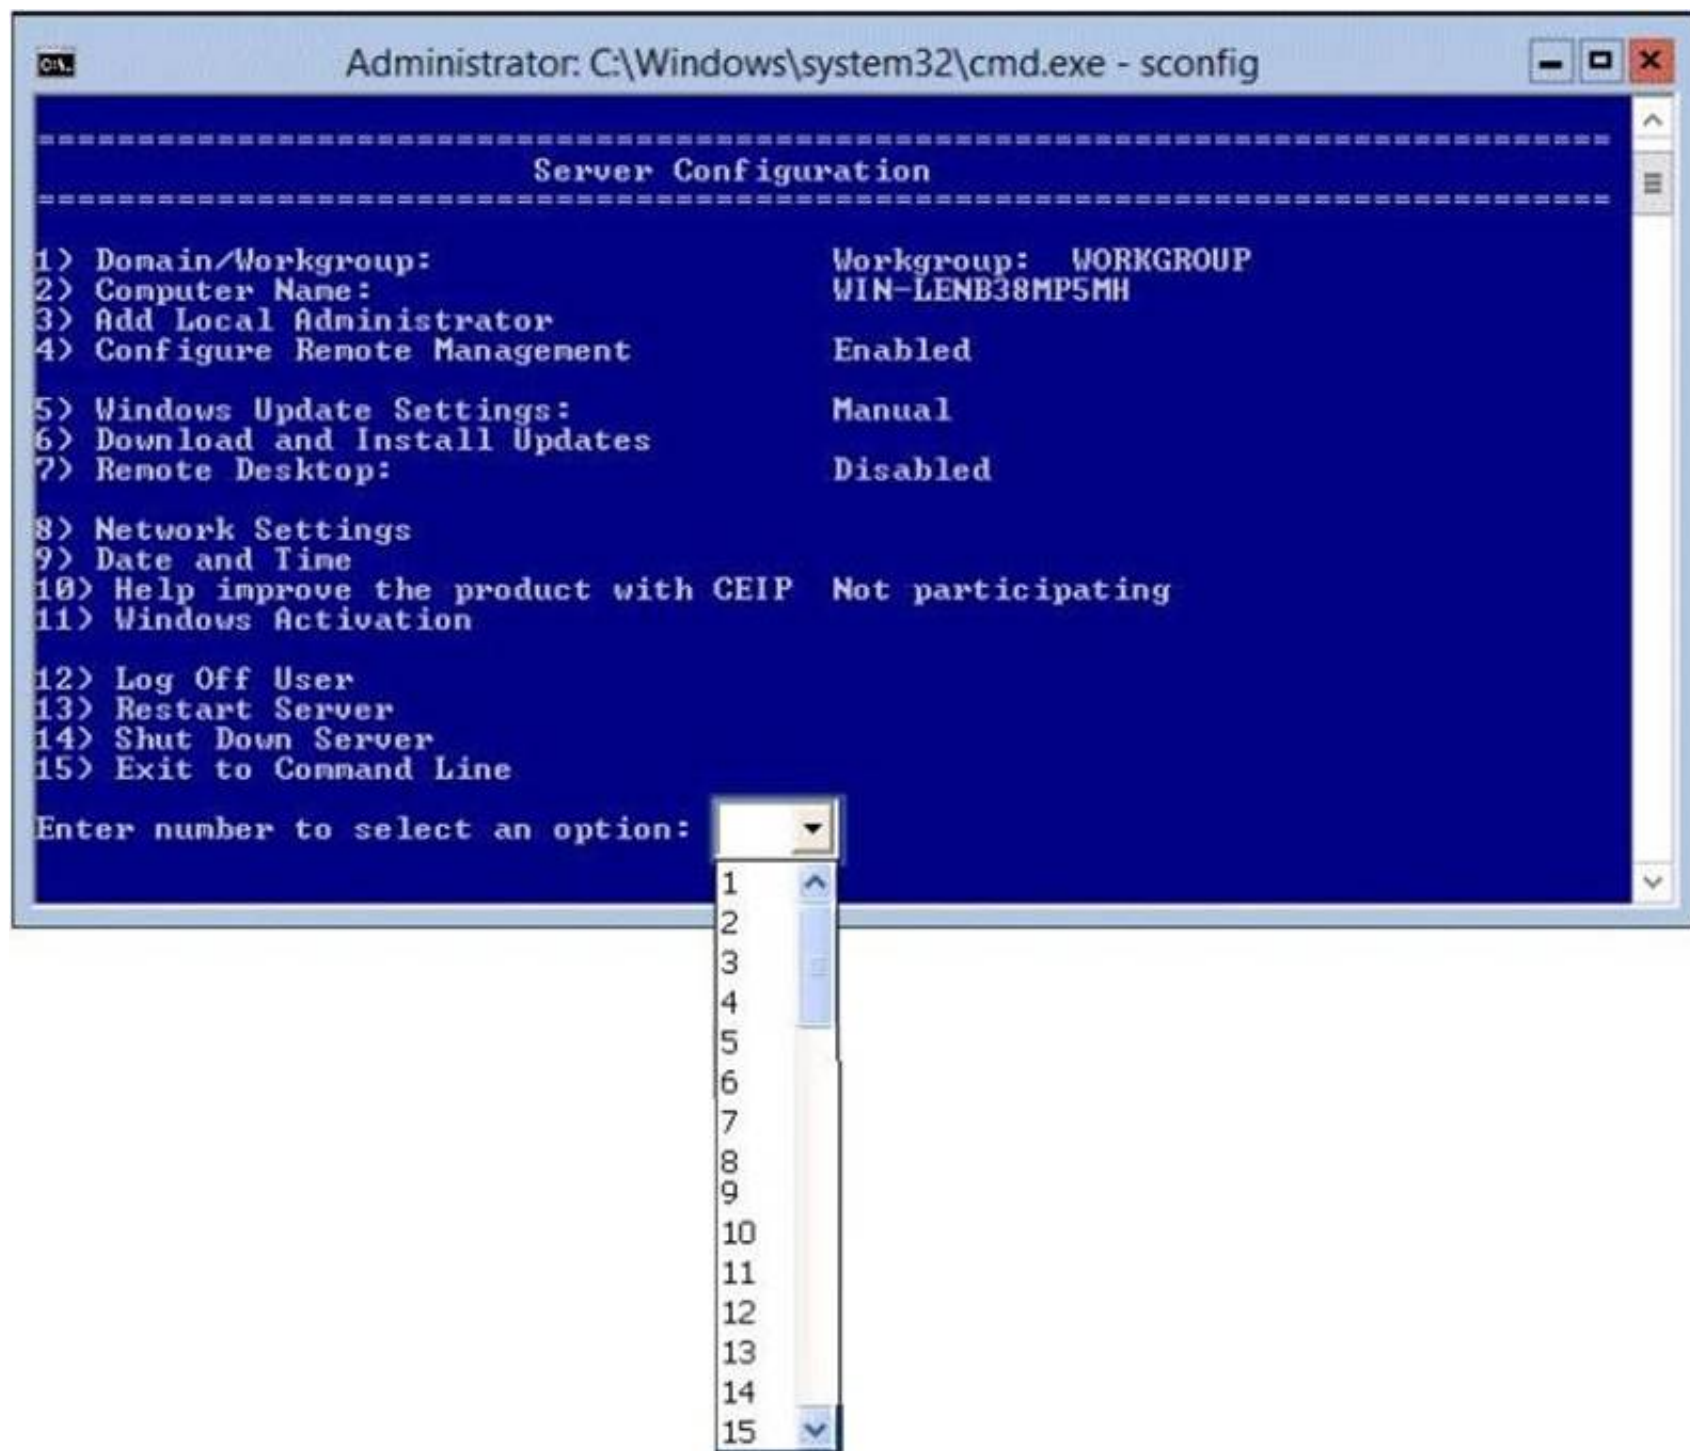 Administrator: C:\Windows\system32\cmd.exe - sconfig
===============================================================================
Server Configuration
===============================================================================
1) Domain/Workgroup: Workgroup: WORKGROUP
2) Computer Name: WIN-LENB38MP5MH
3) Add Local Administrator
4) Configure Remote Management Enabled
5) Windows Update Settings: Manual
6) Download and Install Updates
7) Remote Desktop: Disabled
8) Network Settings
9) Date and Time
10) Help improve the product with CEIP Not participating
11) Windows Activation
12) Log Off User
13) Restart Server
14) Shut Down Server
15) Exit to Command Line
Enter number to select an option:
1
2
3
4
5
6
7
8
9
10
11
12
13
14
15